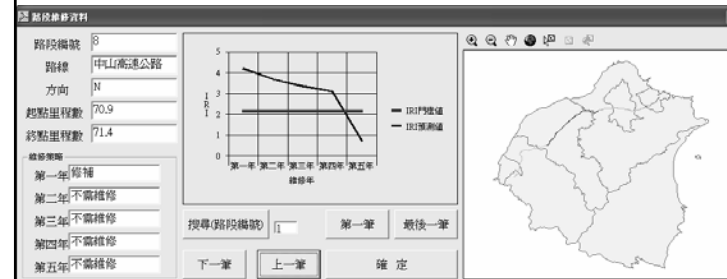 路段維修資料
路段編號 8
路線 中山高速公路
方向 N
起點里程數 70.9
終點里程數 71.4
維修策略
第一年 修補
第二年 不需維修
第三年 不需維修
第四年 不需維修
第五年 不需維修
5
4
3
2
1
0
IRI
第一年 第二年 第三年 第四年 第五年
維修年
IRI門檻值
IRI預測值
搜尋(路段編號) 1
第一筆 最後一筆
下一筆 上一筆 確 定